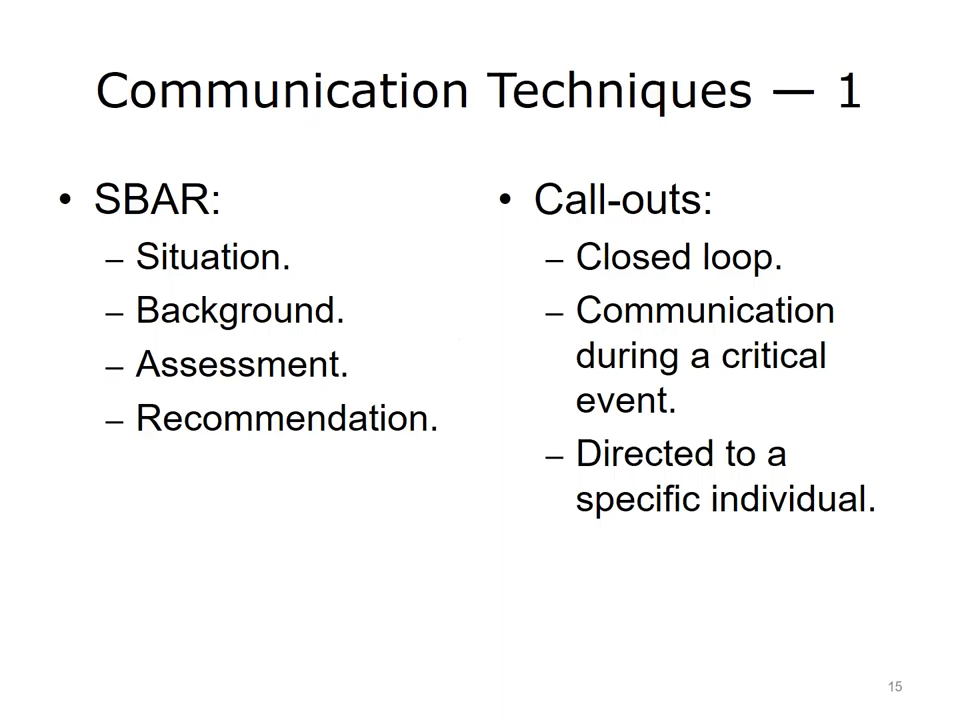 Communication Techniques — 1
• SBAR:
– Situation.
– Background.
– Assessment.
– Recommendation.
• Call-outs:
– Closed loop.
– Communication
during a critical
event.
– Directed to a
specific individual.
15